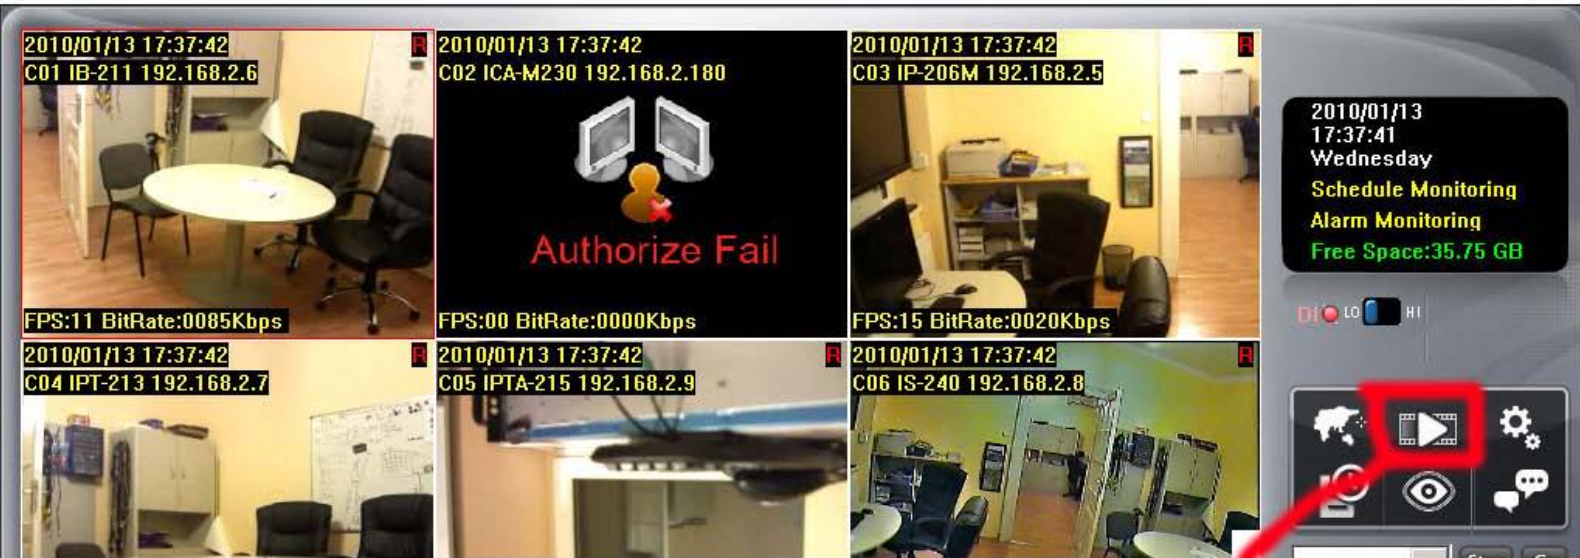 2010/01/13 17:37:42 R
C01 IB-211 192.168.2.6
FPS:11 BitRate:0085Kbps
2010/01/13 17:37:42
C02 ICA-M230 192.168.2.180
Authorize Fail
FPS:00 BitRate:0000Kbps
2010/01/13 17:37:42 R
C03 IP-206M 192.168.2.5
FPS:15 BitRate:0020Kbps
2010/01/13 17:37:42 R
C04 IPT-213 192.168.2.7
2010/01/13 17:37:42 R
C05 IPTA-215 192.168.2.9
2010/01/13 17:37:42 R
C06 IS-240 192.168.2.8
2010/01/13
17:37:41
Wednesday
Schedule Monitoring
Alarm Monitoring
Free Space:35.75 GB
DI LO HI